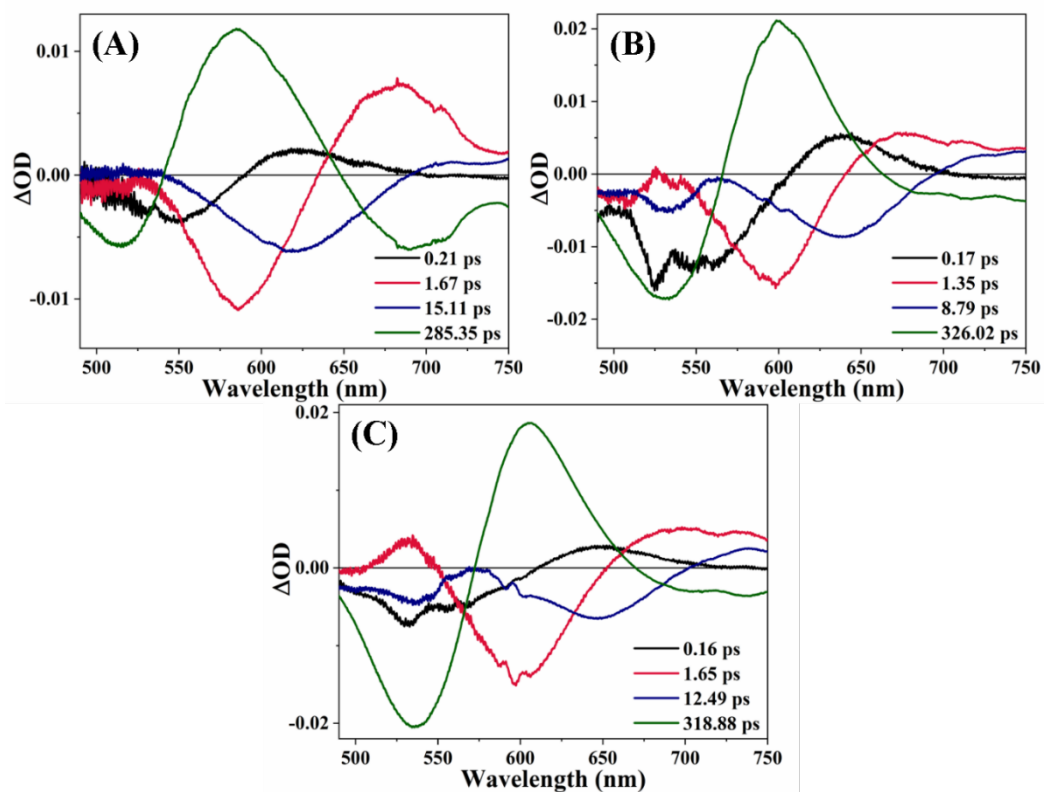 (A)
ΔOD
0.01
0.00
-0.01
0.21 ps
1.67 ps
15.11 ps
285.35 ps
500 550 600 650 700 750
Wavelength (nm)
(B)
ΔOD
0.02
0.01
0.00
-0.01
-0.02
0.17 ps
1.35 ps
8.79 ps
326.02 ps
500 550 600 650 700 750
Wavelength (nm)
(C)
ΔOD
0.02
0.00
-0.02
0.16 ps
1.65 ps
12.49 ps
318.88 ps
500 550 600 650 700 750
Wavelength (nm)